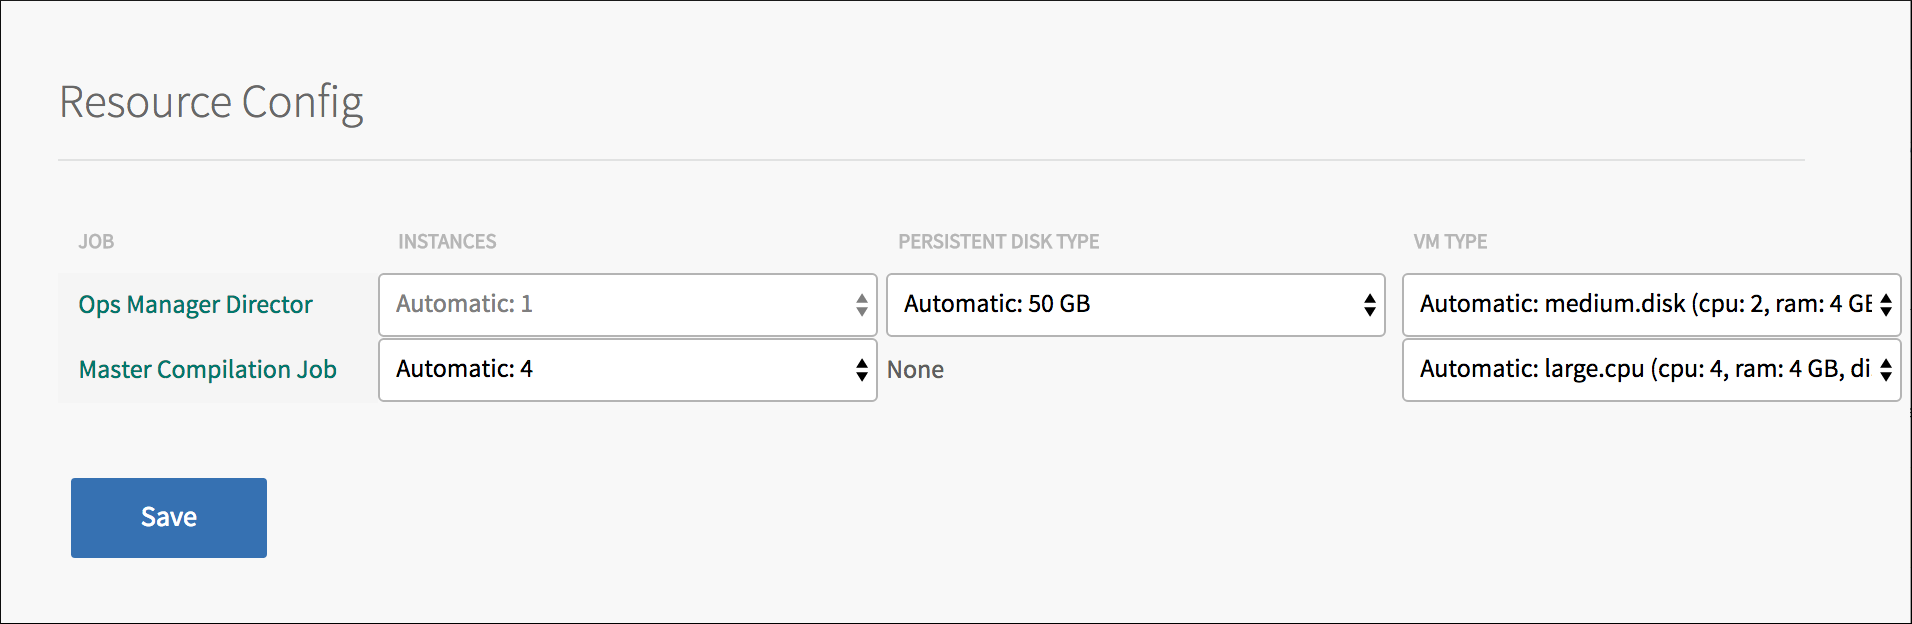 Resource Config
JOB INSTANCES PERSISTENT DISK TYPE VM TYPE
Ops Manager Director Automatic: 1 Automatic: 50 GB Automatic: medium.disk (cpu: 2, ram: 4 GB
Master Compilation Job Automatic: 4 None Automatic: large.cpu (cpu: 4, ram: 4 GB, di
Save